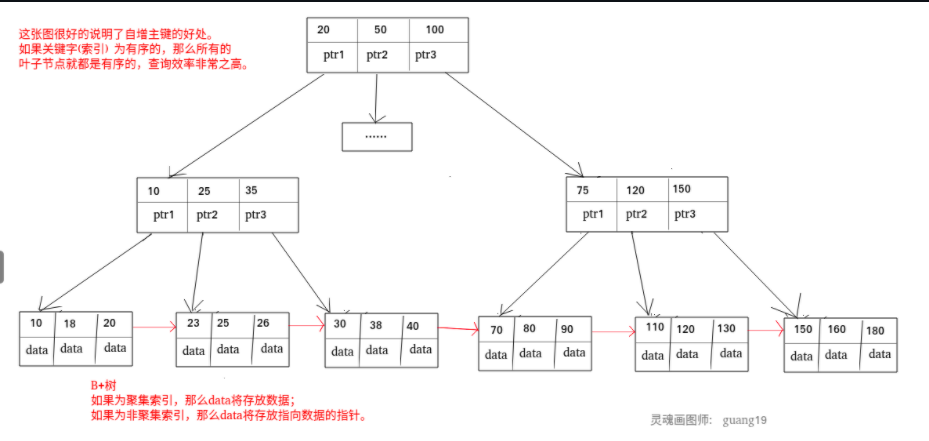 这张图很好的说明了自增主键的好处。
如果关键字(索引) 为有序的，那么所有的
叶子节点就都是有序的，查询效率非常之高。
20 50 100
ptr1 ptr2 ptr3
......
10 25 35
ptr1 ptr2 ptr3
75 120 150
ptr1 ptr2 ptr3
10 18 20
data data data
23 25 26
data data data
30 38 40
data data data
70 80 90
data data data
110 120 130
data data data
150 160 180
data data data
B+树
如果为聚集索引，那么data将存放数据；
如果为非聚集索引，那么data将存放指向数据的指针。
灵魂画图师： guang19